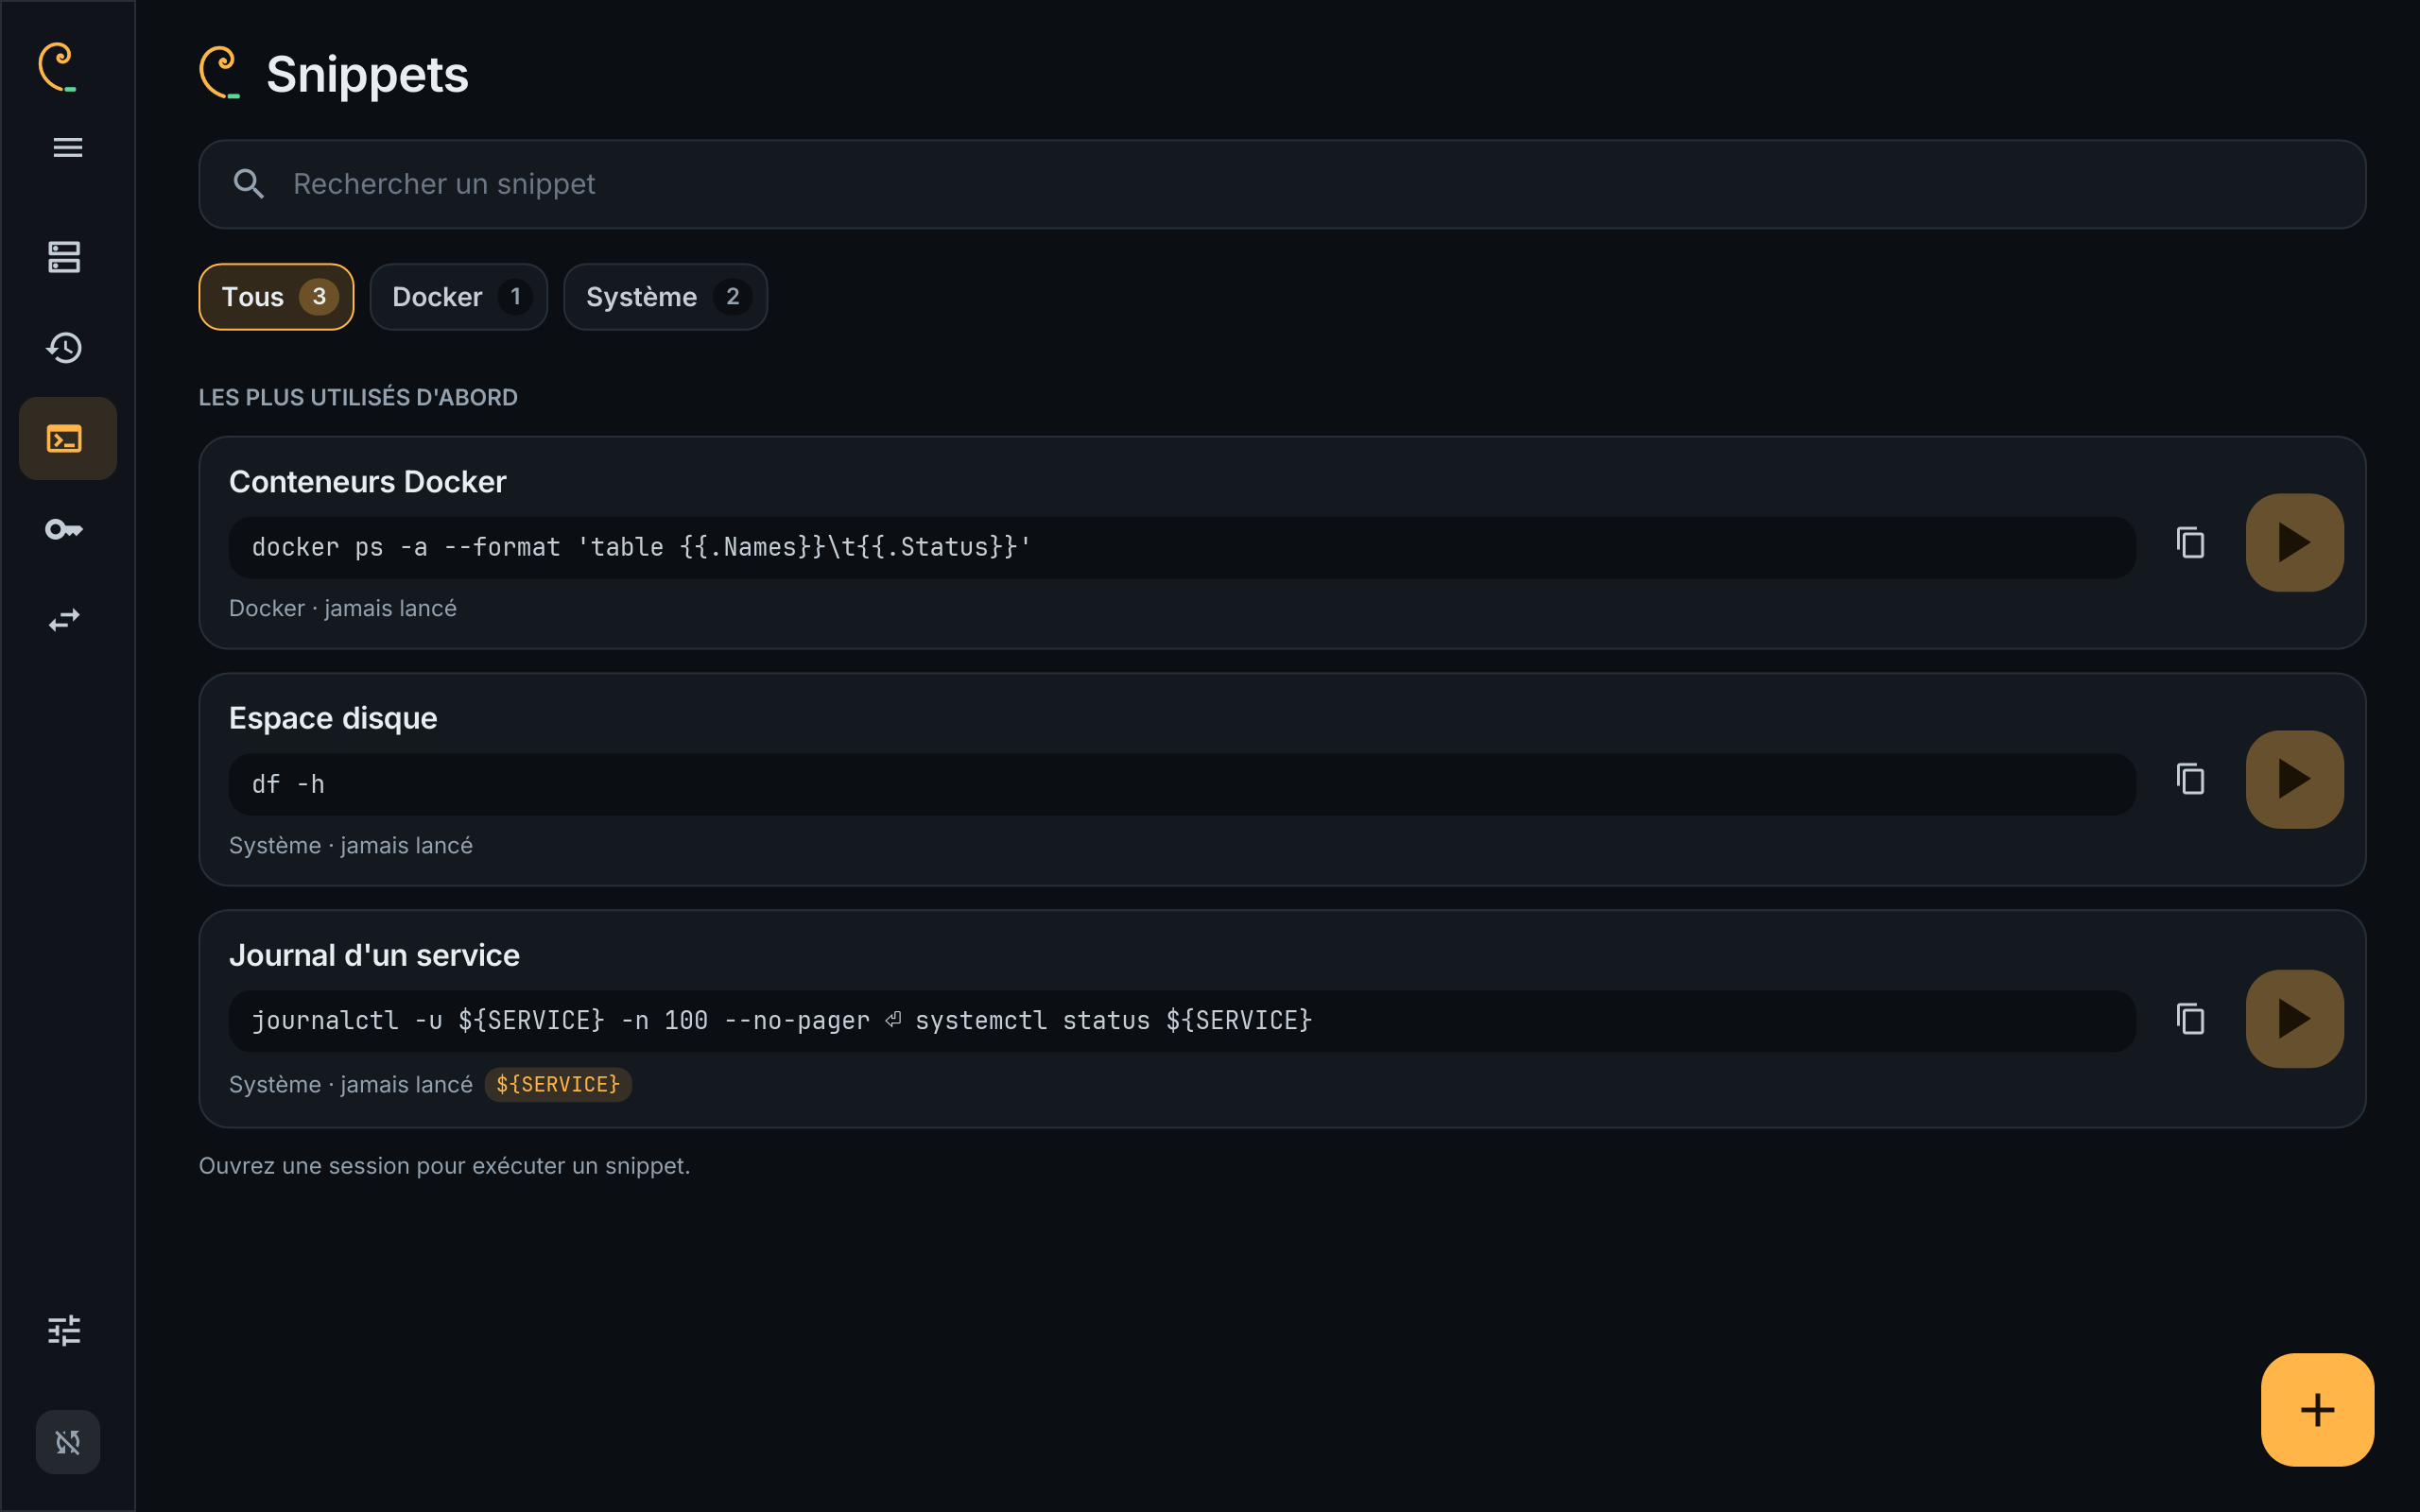 Snippets
Rechercher un snippet
Tous 3 Docker 1 Système 2
LES PLUS UTILISÉS D'ABORD
Conteneurs Docker
docker ps -a --format 'table {{.Names}}\t{{.Status}}'
Docker · jamais lancé
Espace disque
df -h
Système · jamais lancé
Journal d'un service
journalctl -u ${SERVICE} -n 100 --no-pager ⏎ systemctl status ${SERVICE}
Système · jamais lancé ${SERVICE}
Ouvrez une session pour exécuter un snippet.